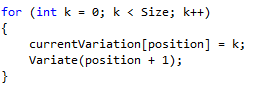 for (int k = 0; k < Size; k++)
{
    currentVariation[position] = k;
    Variate(position + 1);
}